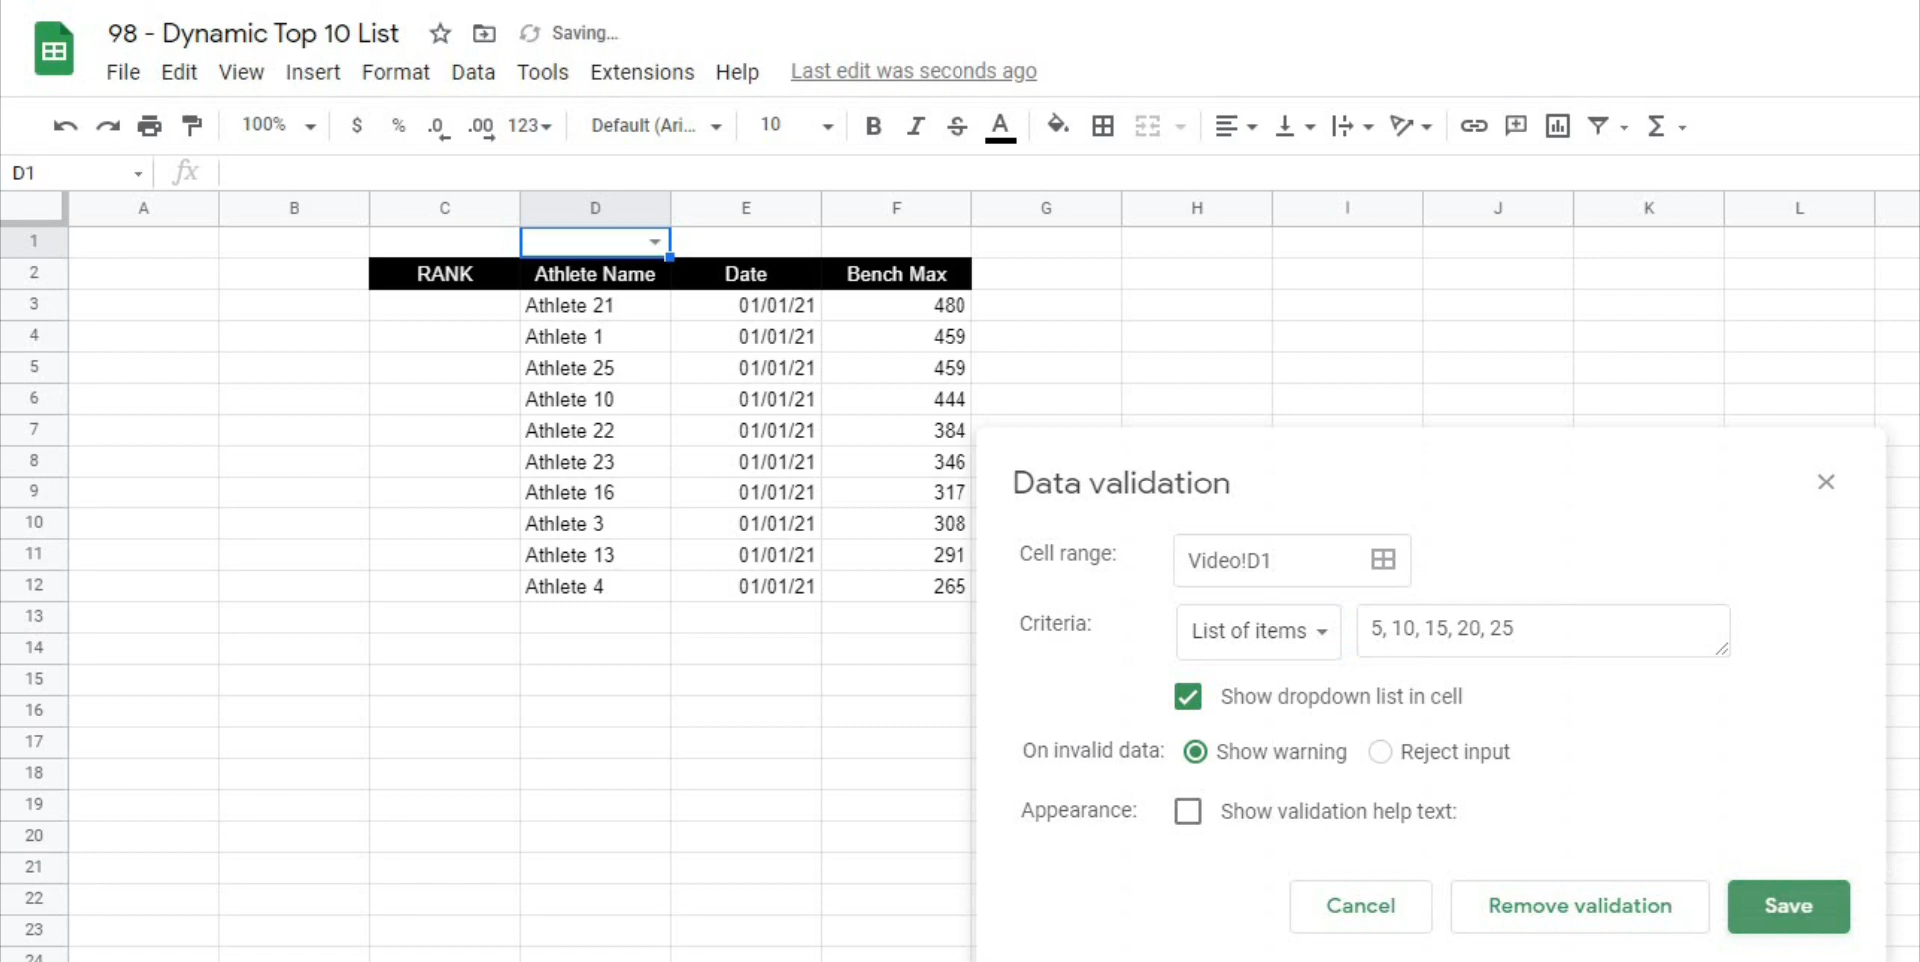 98 - Dynamic Top 10 List Saving...
File Edit View Insert Format Data Tools Extensions Help Last edit was seconds ago
100% $ % .0 .00 123 Default (Ari... 10 B I S A Σ
D1 fx
A B C D E F G H I J K L
1
2 RANK Athlete Name Date Bench Max
3 Athlete 21 01/01/21 480
4 Athlete 1 01/01/21 459
5 Athlete 25 01/01/21 459
6 Athlete 10 01/01/21 444
7 Athlete 22 01/01/21 384
8 Athlete 23 01/01/21 346
9 Athlete 16 01/01/21 317
10 Athlete 3 01/01/21 308
11 Athlete 13 01/01/21 291
12 Athlete 4 01/01/21 265
13
14
15
16
17
18
19
20
21
22
23
24
Data validation
Cell range: Video!D1
Criteria: List of items 5, 10, 15, 20, 25
Show dropdown list in cell
On invalid data: Show warning Reject input
Appearance: Show validation help text:
Cancel Remove validation Save